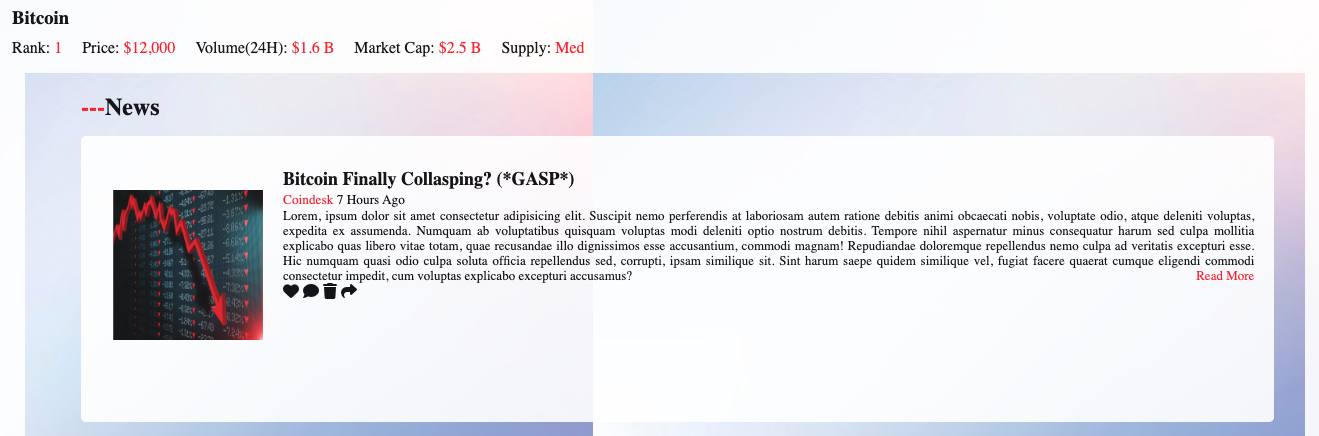 Bitcoin
Rank: 1 Price: $12,000 Volume(24H): $1.6 B Market Cap: $2.5 B Supply: Med
---News
Bitcoin Finally Collasping? (*GASP*)
Coindesk 7 Hours Ago
Lorem, ipsum dolor sit amet consectetur adipisicing elit. Suscipit nemo perferendis at laboriosam autem ratione debitis animi obcaecati nobis, voluptate odio, atque deleniti voluptas,
expedita ex assumenda. Numquam ab voluptatibus quisquam voluptas modi deleniti optio nostrum debitis. Tempore nihil aspernatur minus consequatur harum sed culpa mollitia
explicabo quas libero vitae totam, quae recusandae illo dignissimos esse accusantium, commodi magnam! Repudiandae doloremque repellendus nemo culpa ad veritatis excepturi esse.
Hic numquam quasi odio culpa soluta officia repellendus sed, corrupti, ipsam similique sit. Sint harum saepe quidem similique vel, fugiat facere quaerat cumque eligendi commodi
consectetur impedit, cum voluptas explicabo excepturi accusamus? Read More